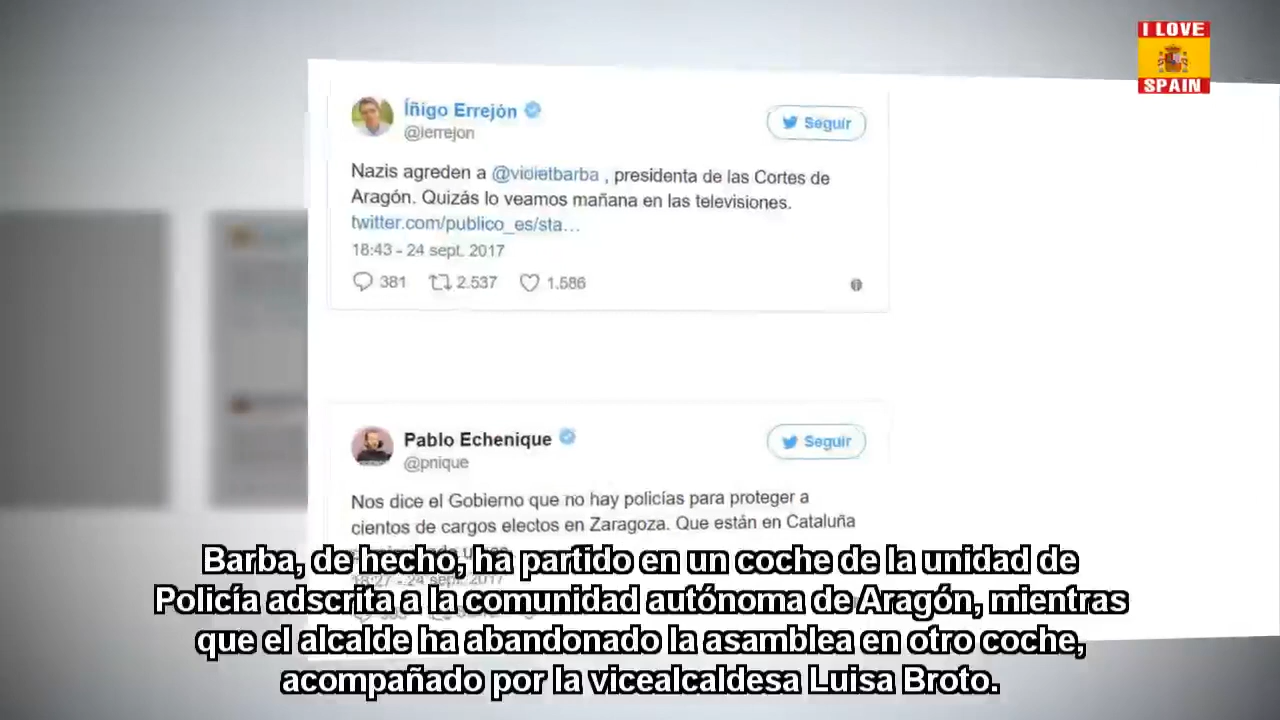 I LOVE
SPAIN
Íñigo Errejón
@ierrejon
Seguir
Nazis agreden a @violetbarba , presidenta de las Cortes de
Aragón. Quizás lo veamos mañana en las televisiones.
twitter.com/publico_es/sta…
18:43 - 24 sept. 2017
381 2.537 1.586
Pablo Echenique
@pnique
Seguir
Nos dice el Gobierno que no hay policías para proteger a
cientos de cargos electos en Zaragoza. Que están en Cataluña
18:27 - 24 sept. 2017
Barba, de hecho, ha partido en un coche de la unidad de
Policía adscrita a la comunidad autónoma de Aragón, mientras
que el alcalde ha abandonado la asamblea en otro coche,
acompañado por la vicealcaldesa Luisa Broto.